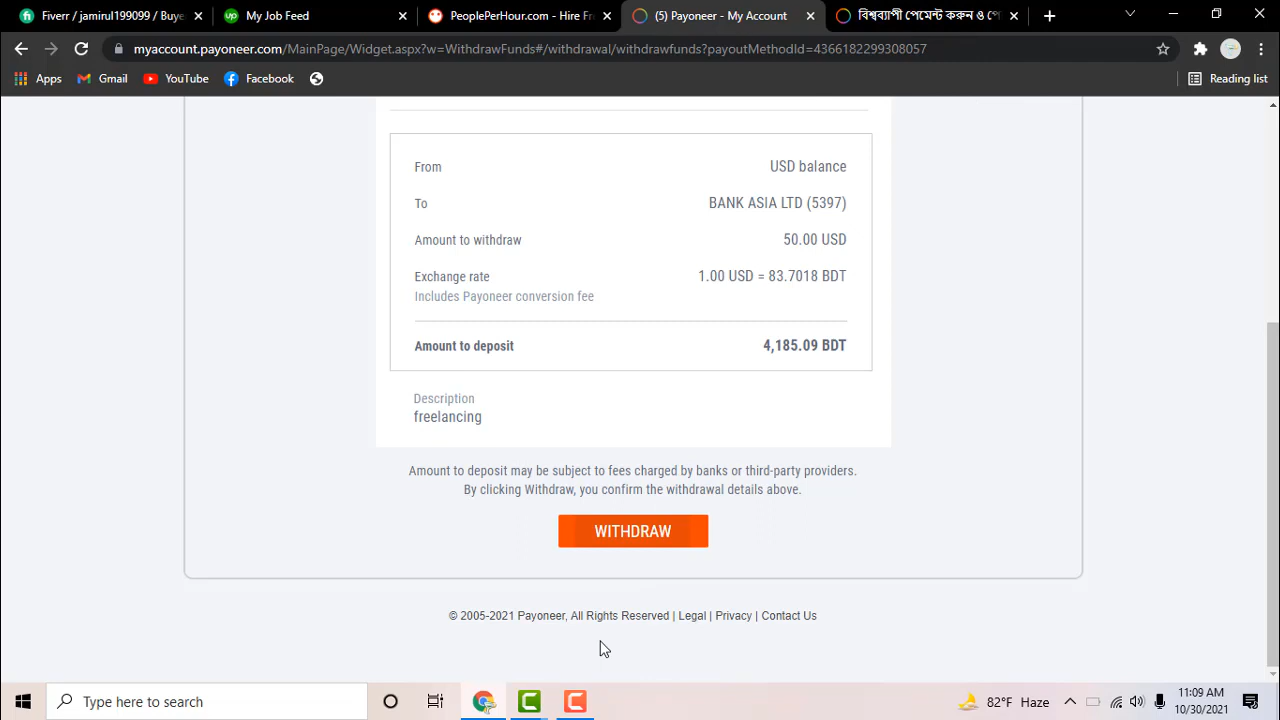 Fiverr / jamirul199099 / Buye
My Job Feed
PeoplePerHour.com - Hire Fr
(5) Payoneer - My Account
বিশ্বব্যাপী পেমেন্ট করুন ও পে
myaccount.payoneer.com/MainPage/Widget.aspx?w=WithdrawFunds#/withdrawal/withdrawfunds?payoutMethodId=4366182299308057
Apps
Gmail
YouTube
Facebook
Reading list
From USD balance
To BANK ASIA LTD (5397)
Amount to withdraw 50.00 USD
Exchange rate 1.00 USD = 83.7018 BDT
Includes Payoneer conversion fee
Amount to deposit 4,185.09 BDT
Description
freelancing
Amount to deposit may be subject to fees charged by banks or third-party providers.
By clicking Withdraw, you confirm the withdrawal details above.
WITHDRAW
© 2005-2021 Payoneer, All Rights Reserved | Legal | Privacy | Contact Us
Type here to search
82°F Haze
11:09 AM
10/30/2021